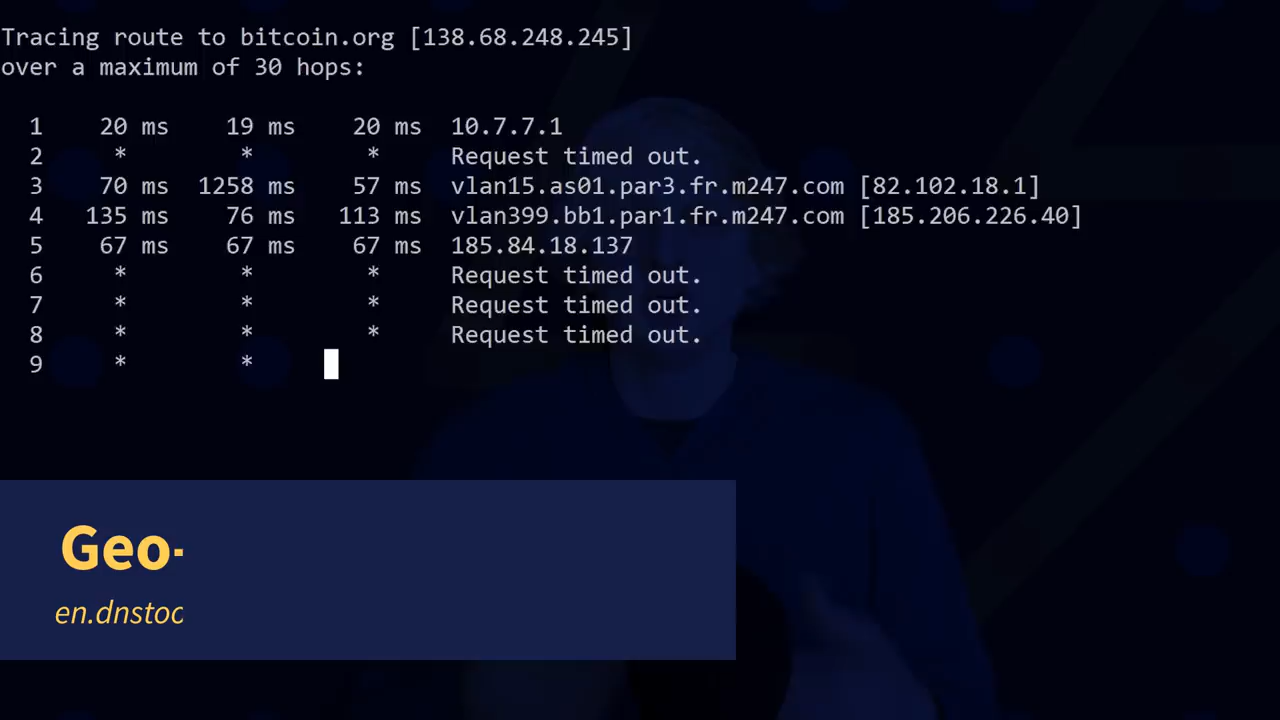 Tracing route to bitcoin.org [138.68.248.245]
over a maximum of 30 hops:
1 20 ms 19 ms 20 ms 10.7.7.1
2 * * * Request timed out.
3 70 ms 1258 ms 57 ms vlan15.as01.par3.fr.m247.com [82.102.18.1]
4 135 ms 76 ms 113 ms vlan399.bb1.par1.fr.m247.com [185.206.226.40]
5 67 ms 67 ms 67 ms 185.84.18.137
6 * * * Request timed out.
7 * * * Request timed out.
8 * * * Request timed out.
9 * *
Geo-
en.dnstoc